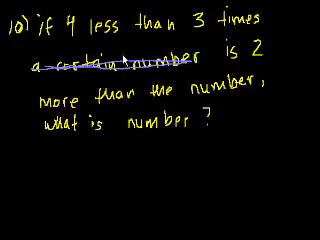 10) if 4 less than 3 times
a certain number is 2
more than the number,
what is number?